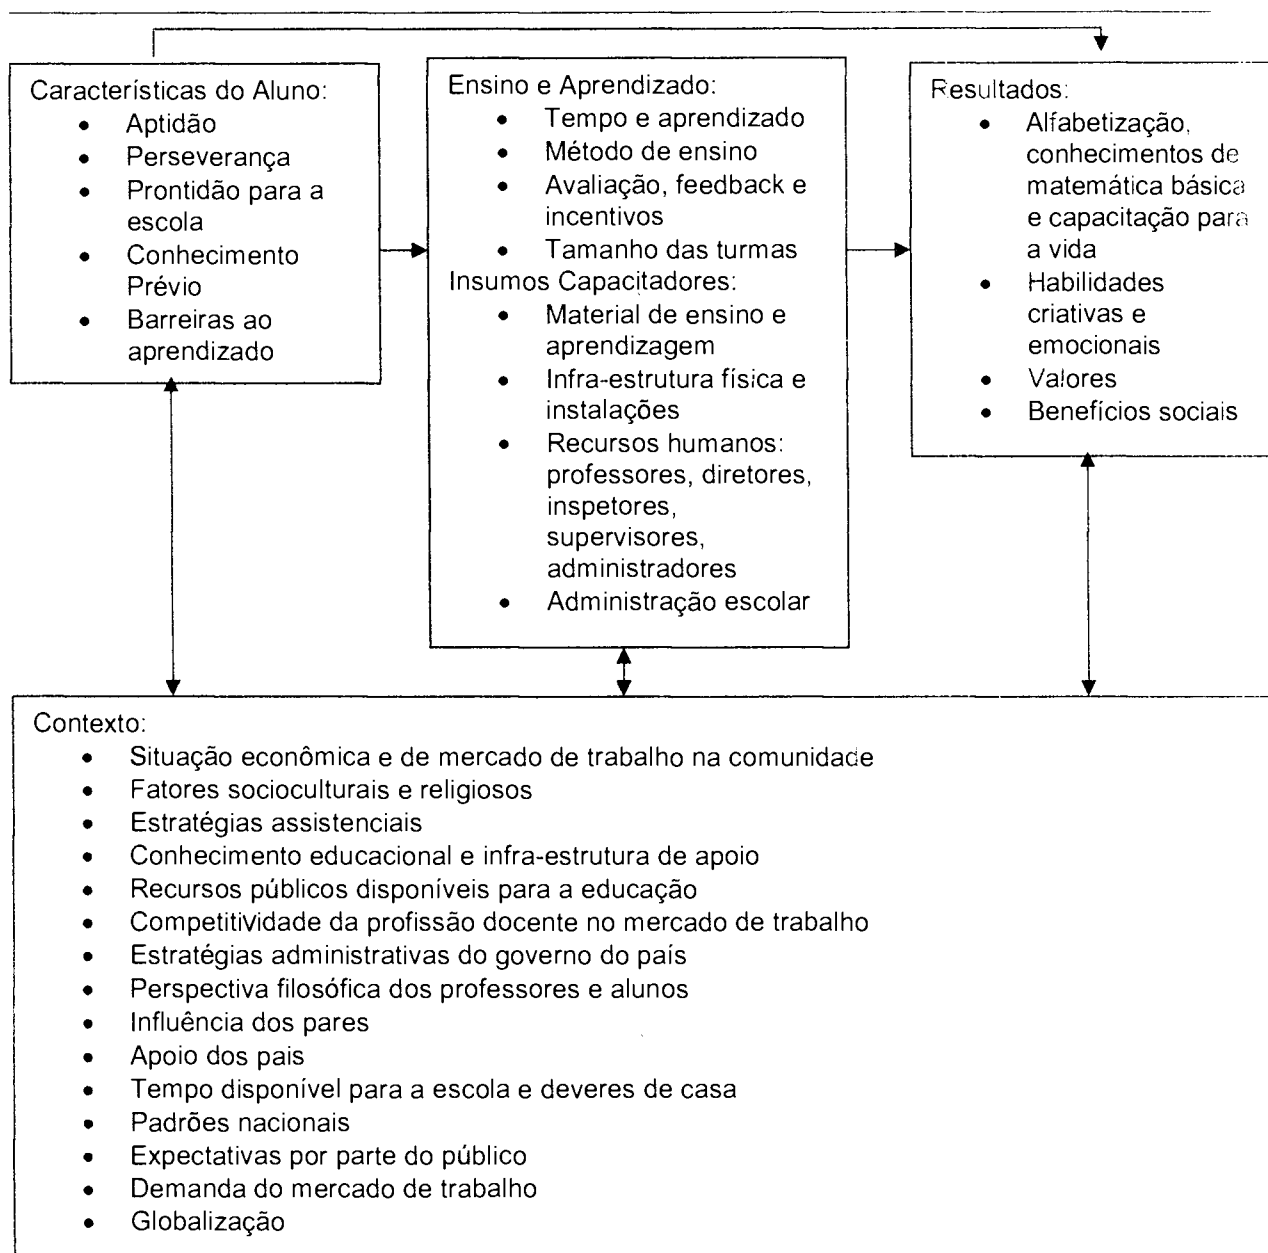 Características do Aluno:
• Aptidão
• Perseverança
• Prontidão para a
escola
• Conhecimento
Prévio
• Barreiras ao
aprendizado
Ensino e Aprendizado:
• Tempo e aprendizado
• Método de ensino
• Avaliação, feedback e
incentivos
• Tamanho das turmas
Insumos Capacitadores:
• Material de ensino e
aprendizagem
• Infra-estrutura física e
instalações
• Recursos humanos:
professores, diretores,
inspetores,
supervisores,
administradores
• Administração escolar
Resultados:
• Alfabetização,
conhecimentos de
matemática básica
e capacitação para
a vida
• Habilidades
criativas e
emocionais
• Valores
• Benefícios sociais
Contexto:
• Situação econômica e de mercado de trabalho na comunidade
• Fatores socioculturais e religiosos
• Estratégias assistenciais
• Conhecimento educacional e infra-estrutura de apoio
• Recursos públicos disponíveis para a educação
• Competitividade da profissão docente no mercado de trabalho
• Estratégias administrativas do governo do país
• Perspectiva filosófica dos professores e alunos
• Influência dos pares
• Apoio dos pais
• Tempo disponível para a escola e deveres de casa
• Padrões nacionais
• Expectativas por parte do público
• Demanda do mercado de trabalho
• Globalização